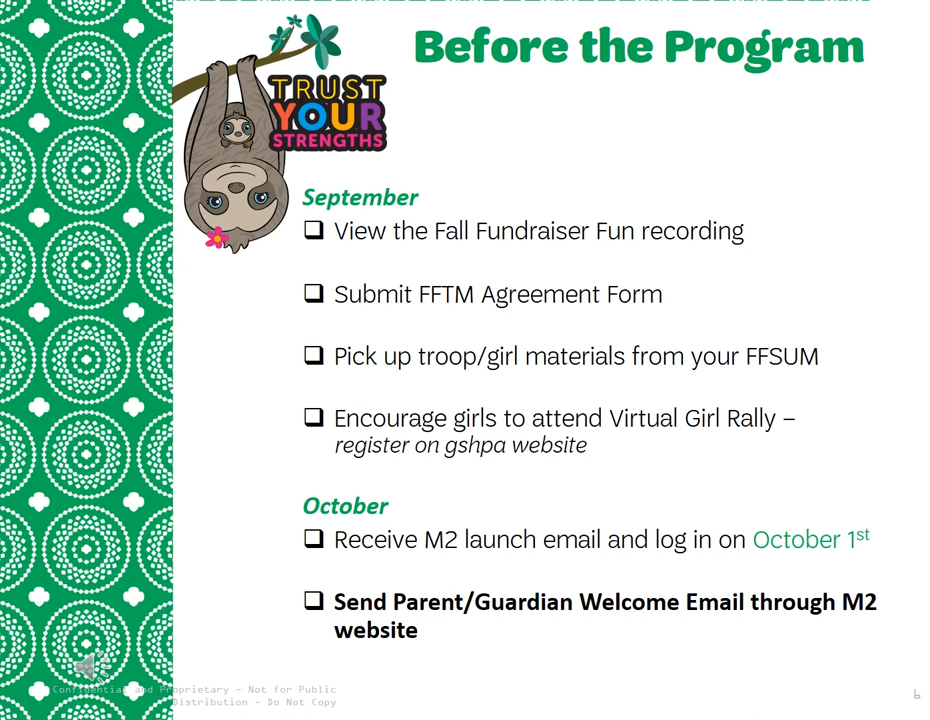 Before the Program
TRUST
YOUR
STRENGTHS
September
❑ View the Fall Fundraiser Fun recording
❑ Submit FFTM Agreement Form
❑ Pick up troop/girl materials from your FFSUM
❑ Encourage girls to attend Virtual Girl Rally –
register on gshpa website
October
❑ Receive M2 launch email and log in on October 1st
❑ Send Parent/Guardian Welcome Email through M2
website
Confidential and Proprietary – Not for Public
Distribution – Do Not Copy